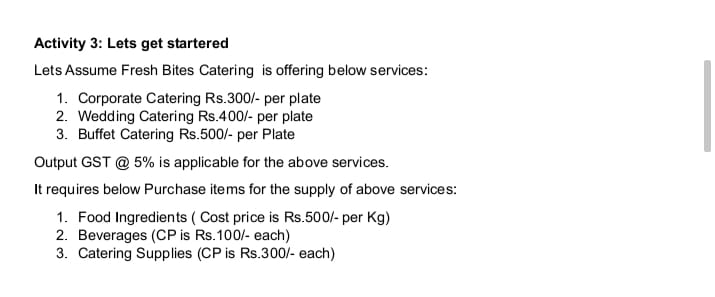 Activity 3: Lets get startered
Lets Assume Fresh Bites Catering is offering below services:
1. Corporate Catering Rs.300/- per plate
2. Wedding Catering Rs.400/- per plate
3. Buffet Catering Rs.500/- per Plate
Output GST @ 5% is applicable for the above services.
It requires below Purchase items for the supply of above services:
1. Food Ingredients ( Cost price is Rs.500/- per Kg)
2. Beverages (CP is Rs.100/- each)
3. Catering Supplies (CP is Rs.300/- each)